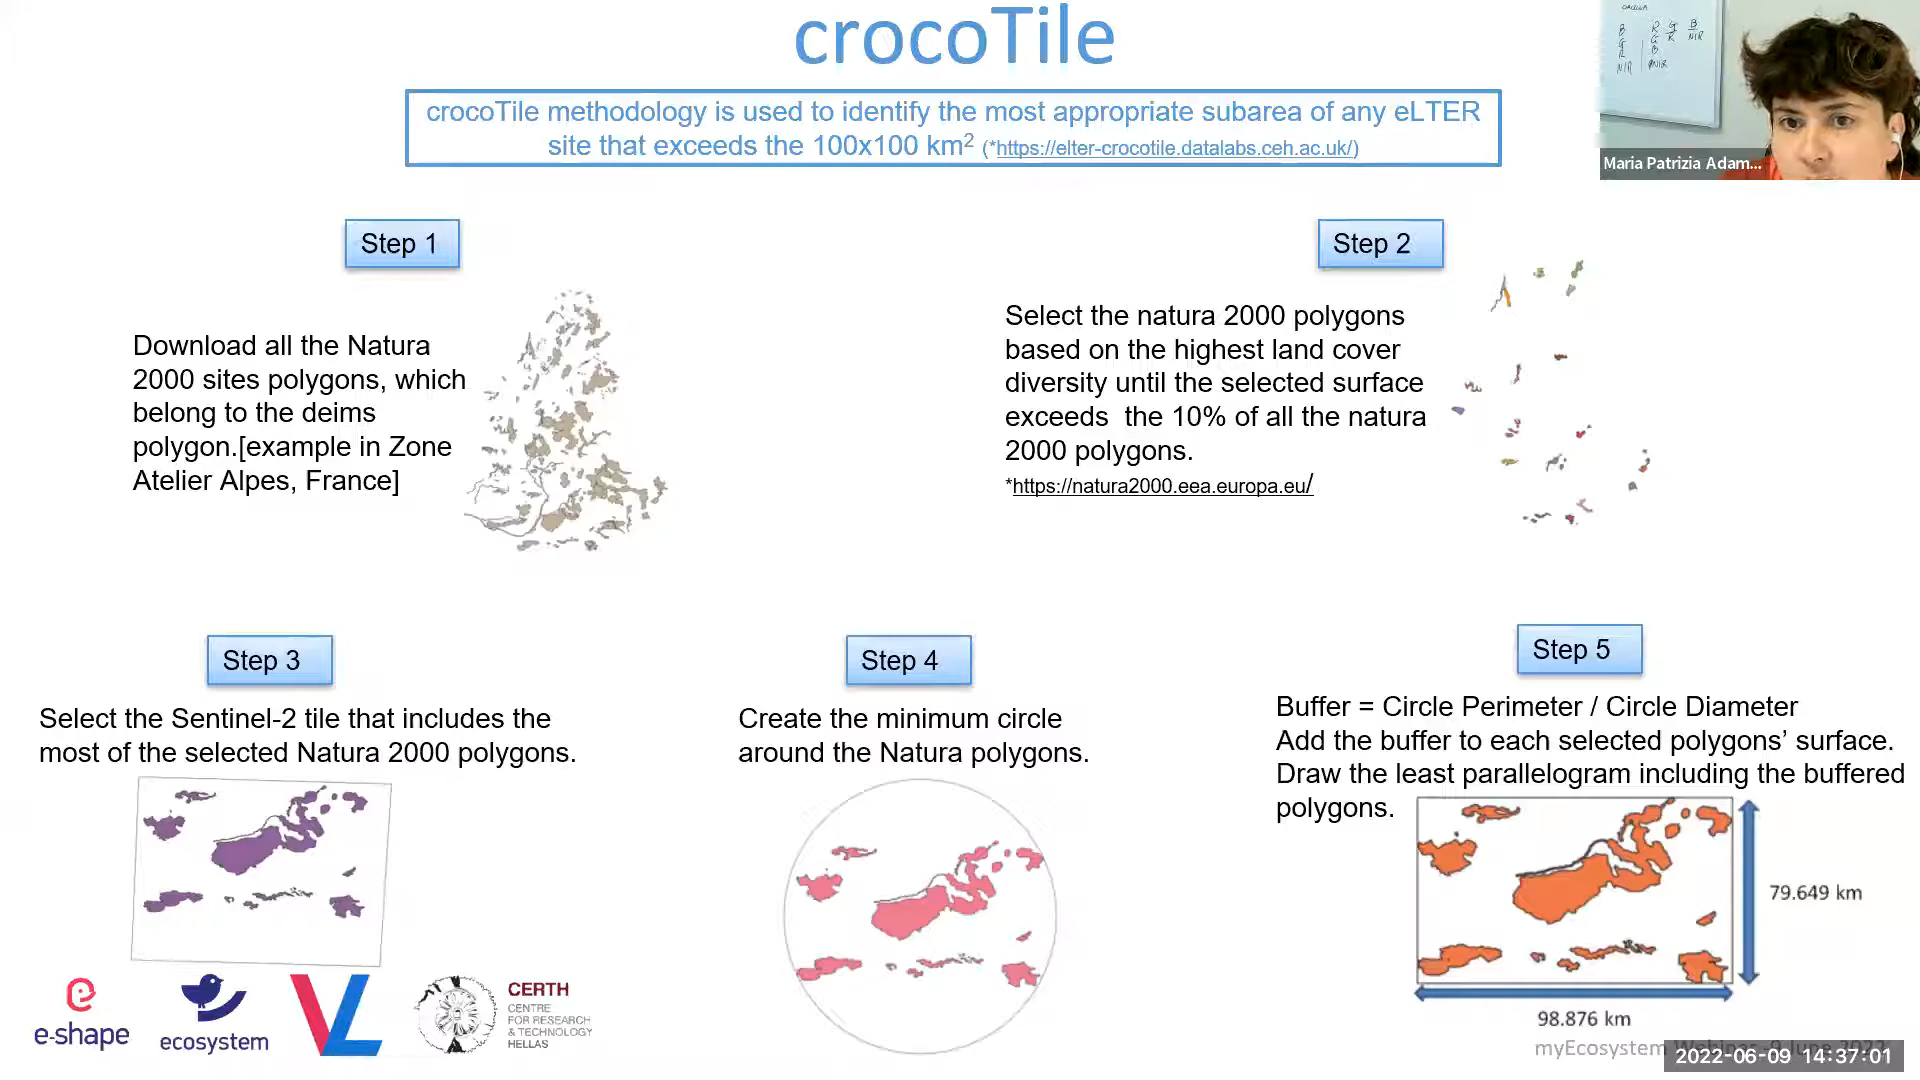 crocoTile
crocoTile methodology is used to identify the most appropriate subarea of any eLTER
site that exceeds the 100x100 km² (*https://elter-crocotile.datalabs.ceh.ac.uk/)
Maria Patrizia Adam...
Step 1
Download all the Natura
2000 sites polygons, which
belong to the deims
polygon.[example in Zone
Atelier Alpes, France]
Step 2
Select the natura 2000 polygons
based on the highest land cover
diversity until the selected surface
exceeds the 10% of all the natura
2000 polygons.
*https://natura2000.eea.europa.eu/
Step 3
Select the Sentinel-2 tile that includes the
most of the selected Natura 2000 polygons.
Step 4
Create the minimum circle
around the Natura polygons.
Step 5
Buffer = Circle Perimeter / Circle Diameter
Add the buffer to each selected polygons’ surface.
Draw the least parallelogram including the buffered
polygons.
79.649 km
98.876 km
e-shape
ecosystem
VL
CERTH
CENTRE
FOR RESEARCH
& TECHNOLOGY
HELLAS
myEcosystem
2022-06-09 14:37:01